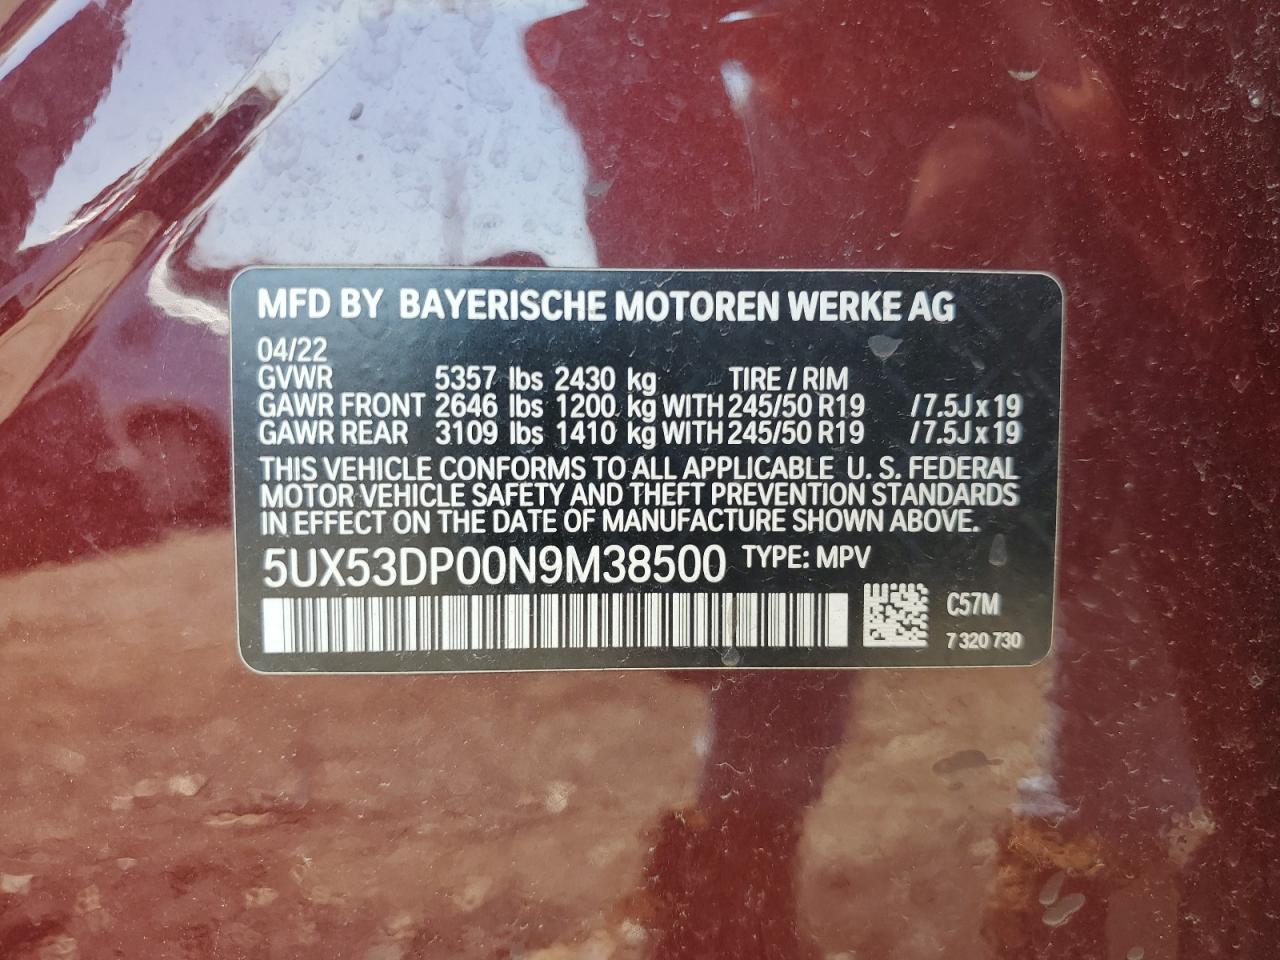 MFD BY BAYERISCHE MOTOREN WERKE AG
04/22
GVWR 5357 lbs 2430 kg TIRE / RIM
GAWR FRONT 2646 lbs 1200 kg WITH 245/50 R19 /7.5J x 19
GAWR REAR 3109 lbs 1410 kg WITH 245/50 R19 /7.5J x 19
THIS VEHICLE CONFORMS TO ALL APPLICABLE U. S. FEDERAL
MOTOR VEHICLE SAFETY AND THEFT PREVENTION STANDARDS
IN EFFECT ON THE DATE OF MANUFACTURE SHOWN ABOVE.
5UX53DP00N9M38500 TYPE: MPV
C57M
7 320 730